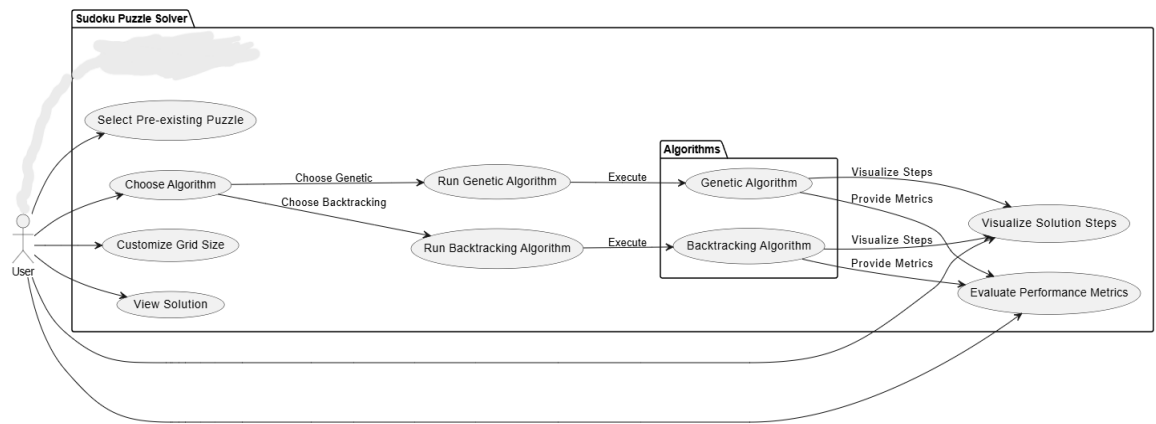 Sudoku Puzzle Solver
Select Pre-existing Puzzle
Algorithms
Choose Algorithm
Choose Genetic
Run Genetic Algorithm
Execute
Genetic Algorithm
Visualize Steps
Provide Metrics
Choose Backtracking
Visualize Solution Steps
User
Customize Grid Size
Run Backtracking Algorithm
Execute
Backtracking Algorithm
Visualize Steps
Provide Metrics
View Solution
Evaluate Performance Metrics